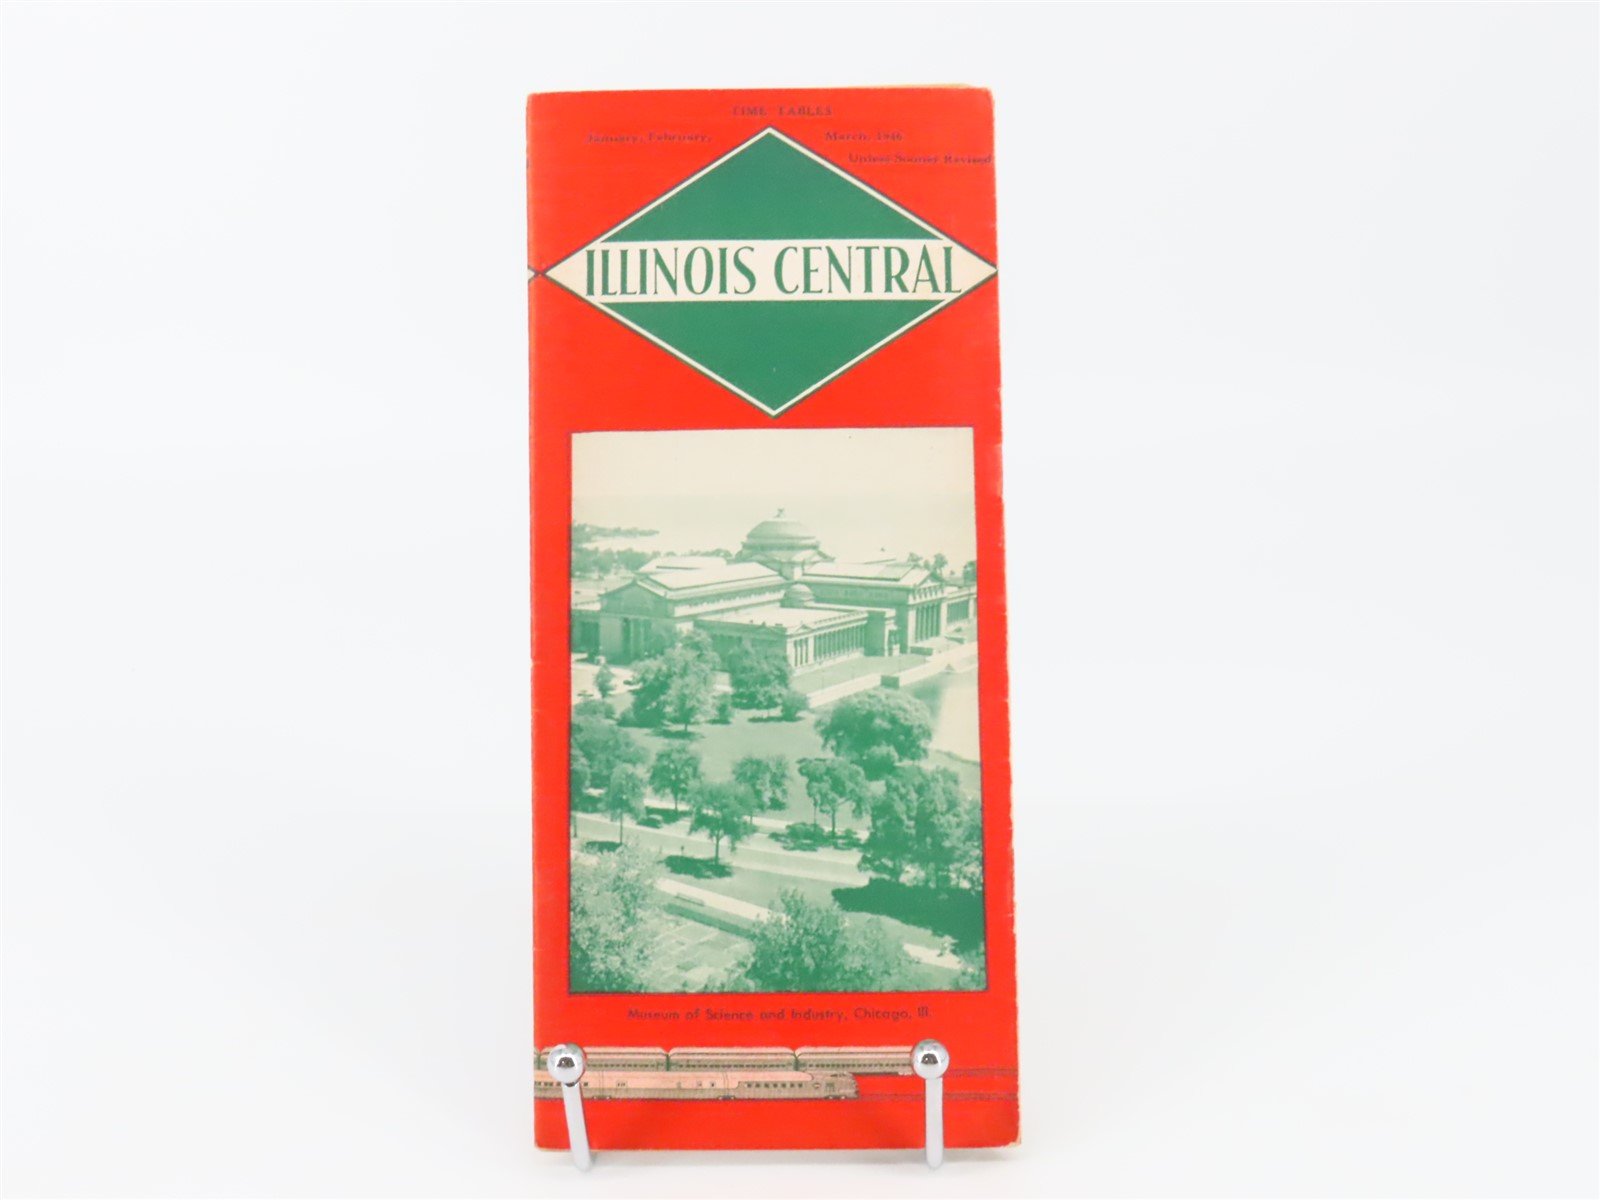 TIME TABLES
January, February, March, 1946
Unless Sooner Revised
ILLINOIS CENTRAL
Museum of Science and Industry, Chicago, Ill.